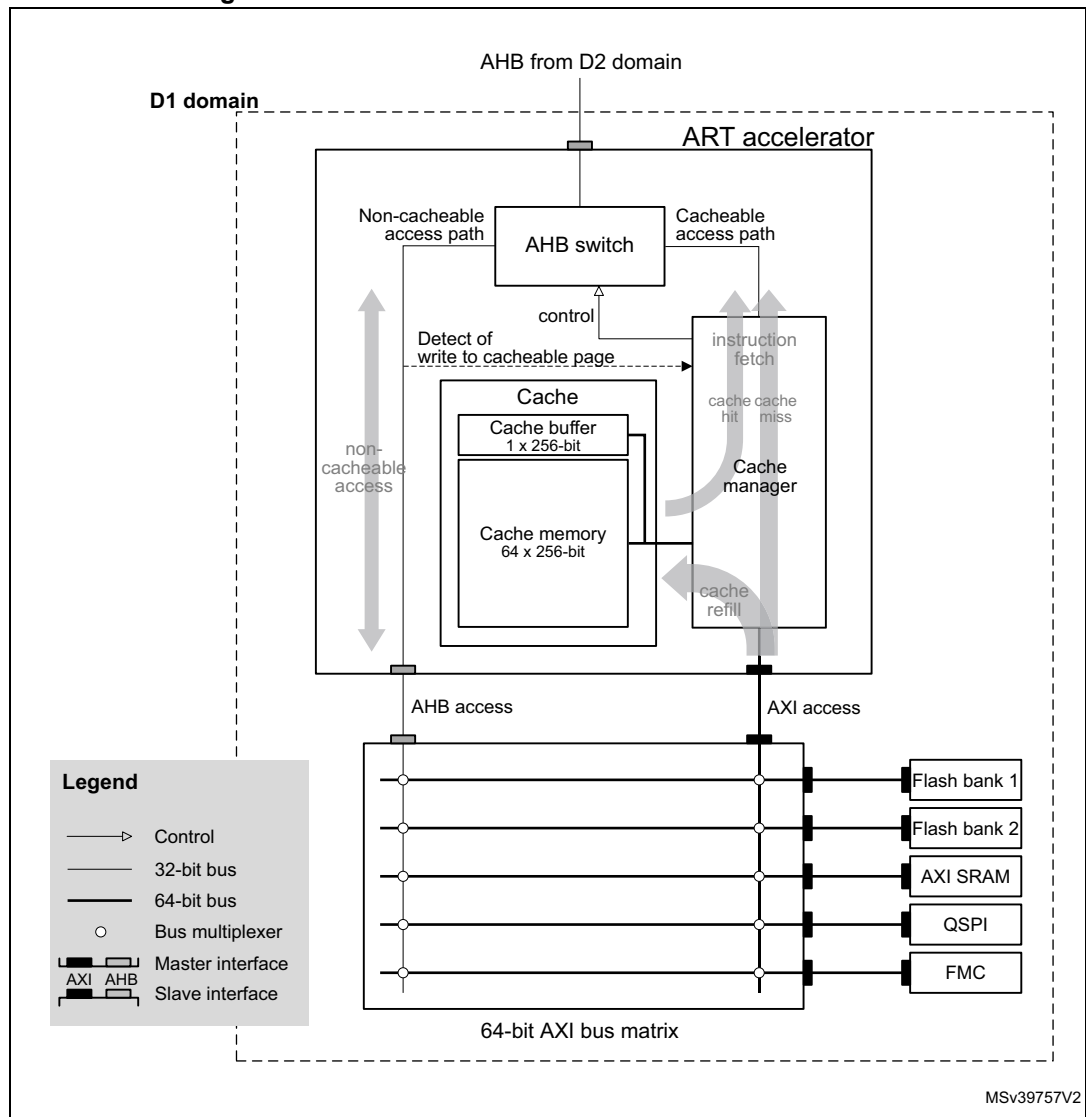 AHB from D2 domain
D1 domain
ART accelerator
Non-cacheable
access path
AHB switch
Cacheable
access path
control
Detect of
write to cacheable page
instruction
fetch
Cache
cache
hit
cache
miss
Cache buffer
1 x 256-bit
non-
cacheable
access
Cache
manager
Cache memory
64 x 256-bit
cache
refill
AHB access
AXI access
Flash bank 1
Flash bank 2
AXI SRAM
QSPI
FMC
64-bit AXI bus matrix
Legend
Control
32-bit bus
64-bit bus
Bus multiplexer
Master interface
AXI AHB
Slave interface
MSv39757V2